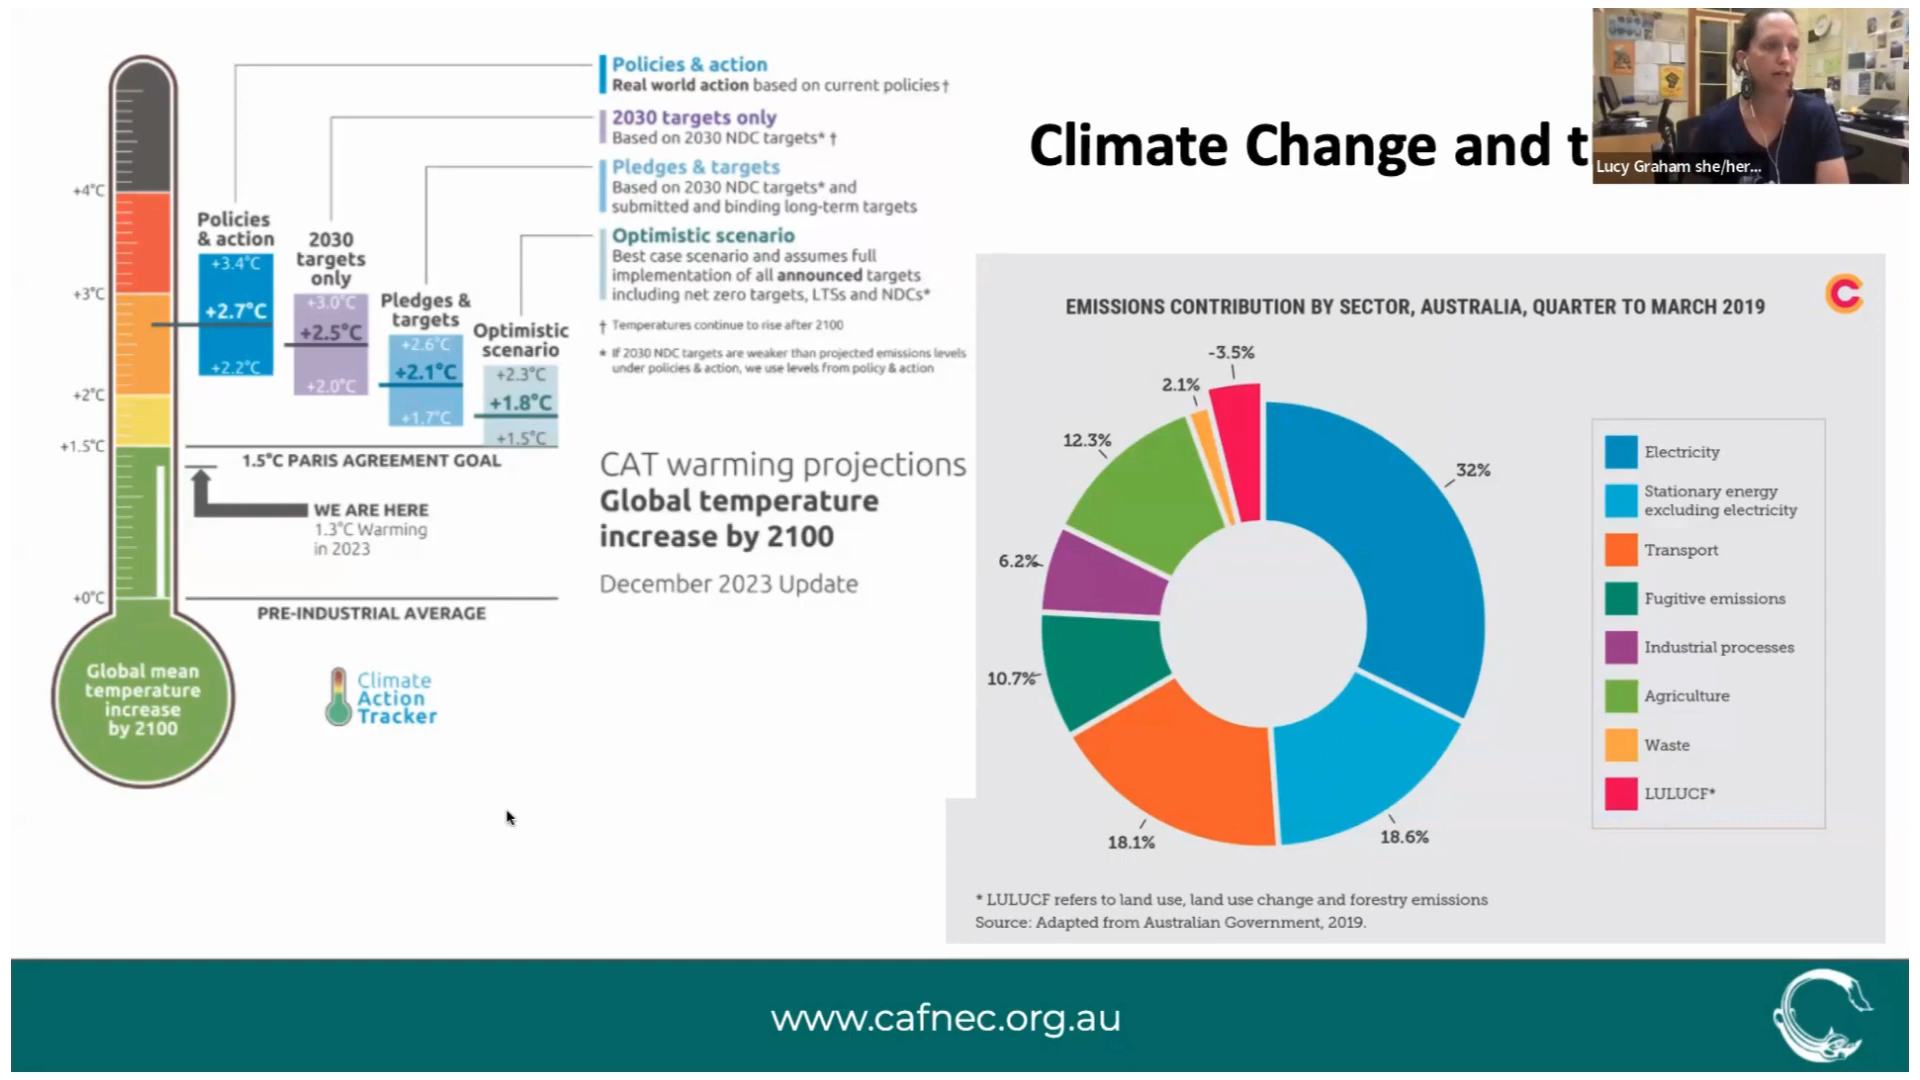 Policies & action
Real world action based on current policies†
2030 targets only
Based on 2030 NDC targets* †
Pledges & targets
Based on 2030 NDC targets* and
submitted and binding long-term targets
Optimistic scenario
Best case scenario and assumes full
implementation of all announced targets
including net zero targets, LTSs and NDCs*
† Temperatures continue to rise after 2100
* If 2030 NDC targets are weaker than projected emissions levels
under policies & action, we use levels from policy & action
+4°C
+3°C
+2°C
+1.5°C
+0°C
Policies
& action
+3.4°C
+2.7°C
+2.2°C
2030
targets
only
+3.0°C
+2.5°C
+2.0°C
Pledges &
targets
+2.6°C
+2.1°C
+1.7°C
Optimistic
scenario
+2.3°C
+1.8°C
+1.5°C
1.5°C PARIS AGREEMENT GOAL
WE ARE HERE
1.3°C Warming
in 2023
PRE-INDUSTRIAL AVERAGE
Global mean
temperature
increase
by 2100
Climate
Action
Tracker
CAT warming projections
Global temperature
increase by 2100
December 2023 Update
Climate Change and t
Lucy Graham she/her...
EMISSIONS CONTRIBUTION BY SECTOR, AUSTRALIA, QUARTER TO MARCH 2019
C
-3.5%
2.1%
12.3%
6.2%
10.7%
18.1%
18.6%
32%
Electricity
Stationary energy
excluding electricity
Transport
Fugitive emissions
Industrial processes
Agriculture
Waste
LULUCF*
* LULUCF refers to land use, land use change and forestry emissions
Source: Adapted from Australian Government, 2019.
www.cafnec.org.au